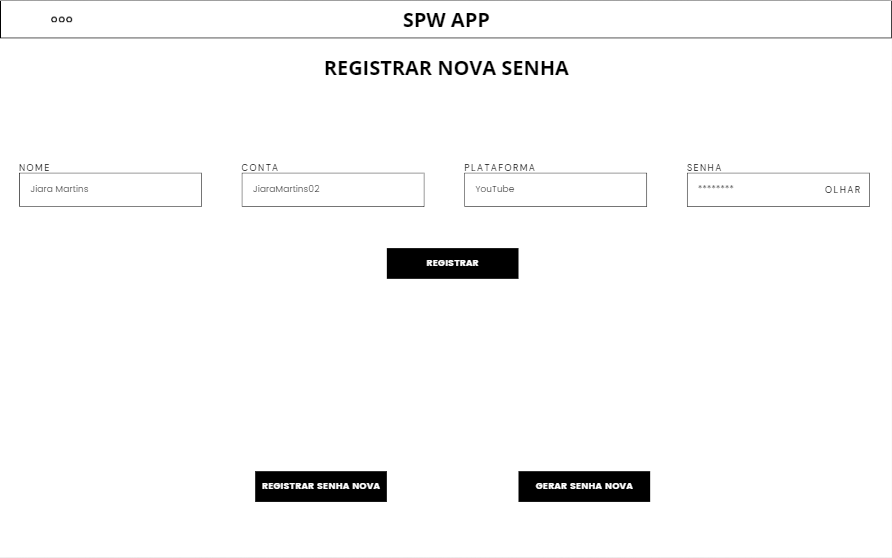 SPW APP
REGISTRAR NOVA SENHA
NOME
CONTA
PLATAFORMA
SENHA
Jiara Martins
JiaraMartins02
YouTube
********
OLHAR
REGISTRAR
REGISTRAR SENHA NOVA
GERAR SENHA NOVA